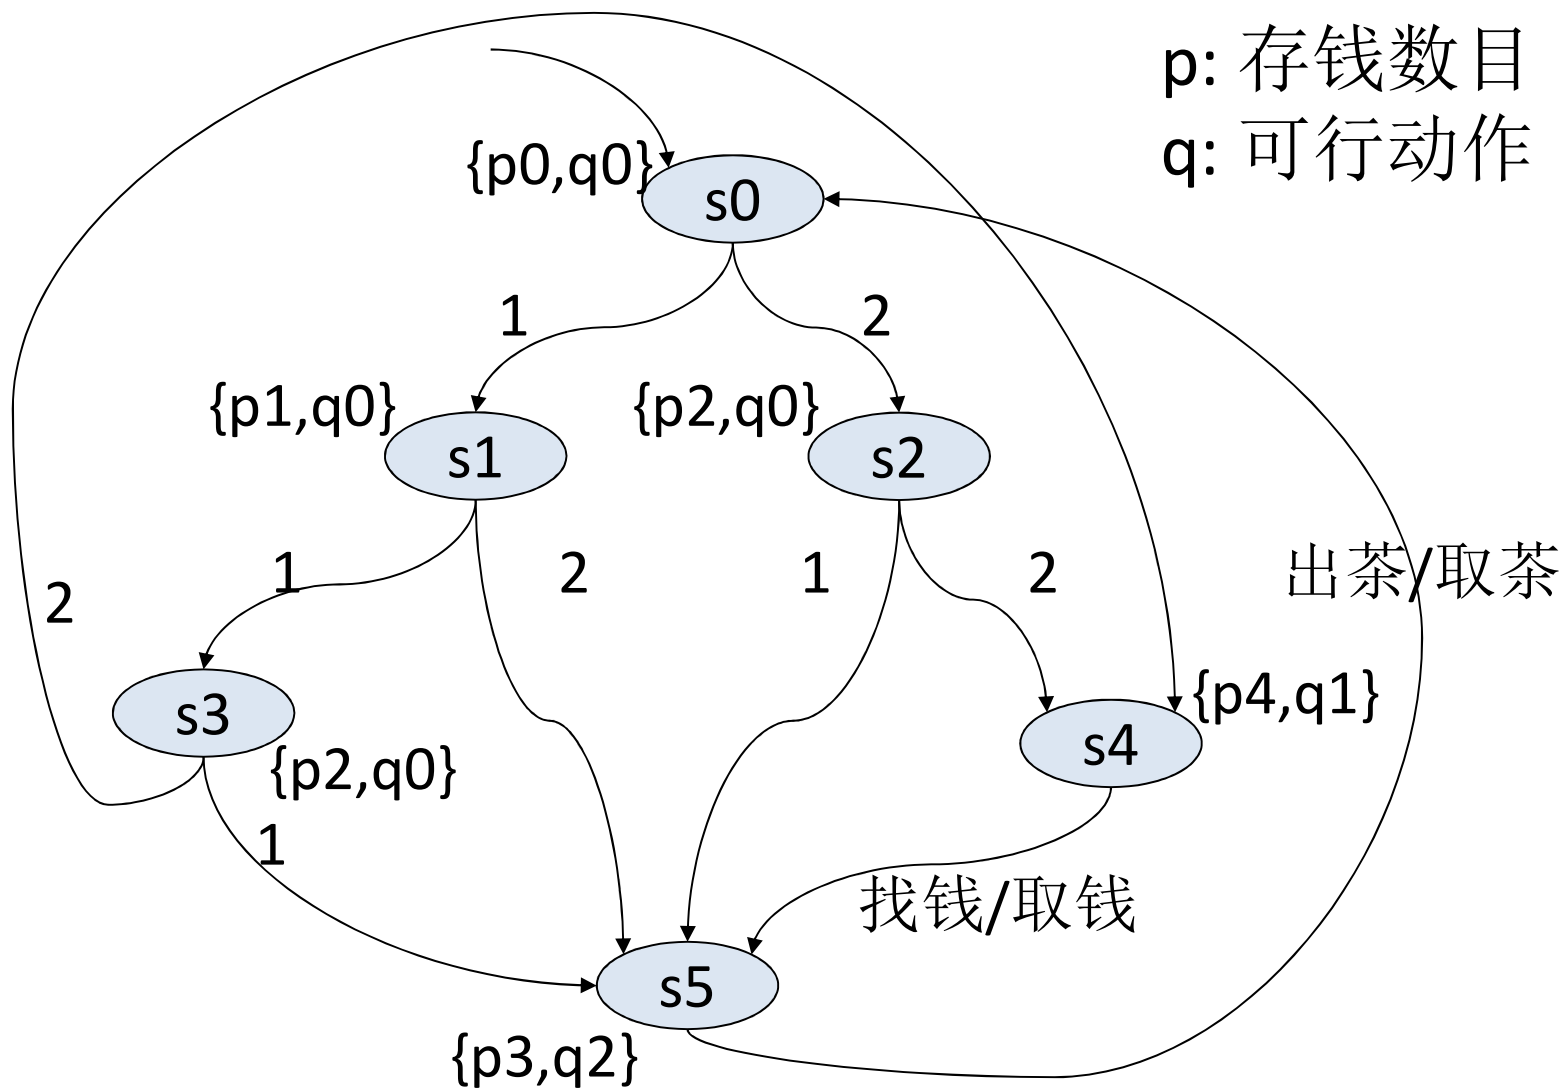 p: 存钱数目
q: 可行动作
{p0,q0}
s0
1
2
{p1,q0}
s1
{p2,q0}
s2
1
2
1
2
2
出茶/取茶
s3
{p2,q0}
{p4,q1}
s4
1
找钱/取钱
s5
{p3,q2}